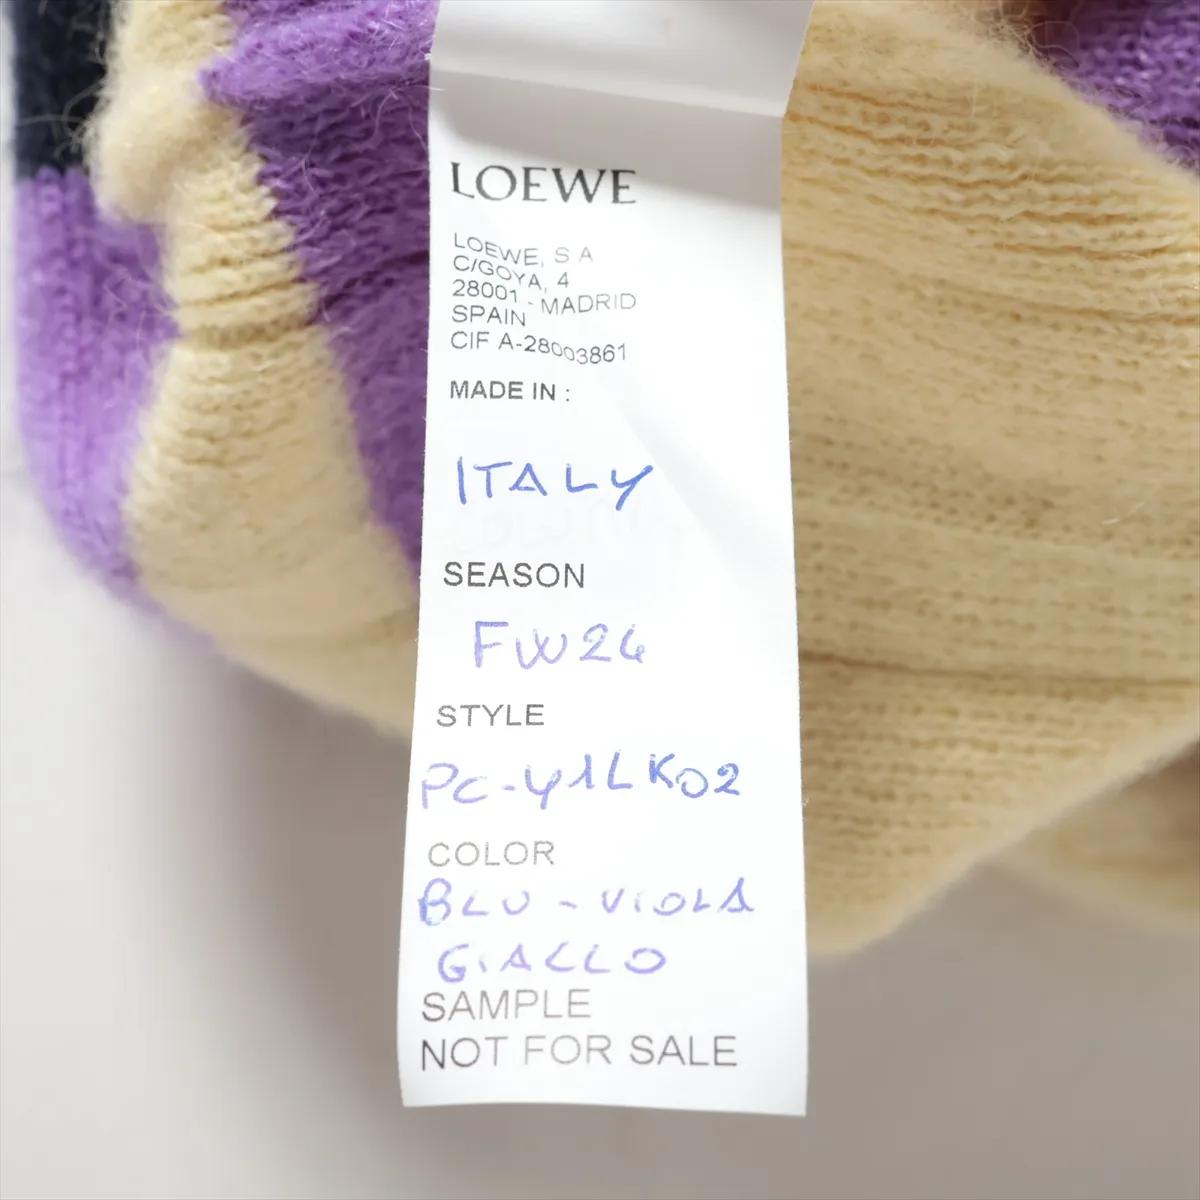 LOEWE
LOEWE, S A
C/GOYA, 4
28001 - MADRID
SPAIN
CIF A-28003861
MADE IN :
ITALY
SEASON
FW24
STYLE
PC-Y1LK02
COLOR
BLU - VIOLA
GIALLO
SAMPLE
NOT FOR SALE